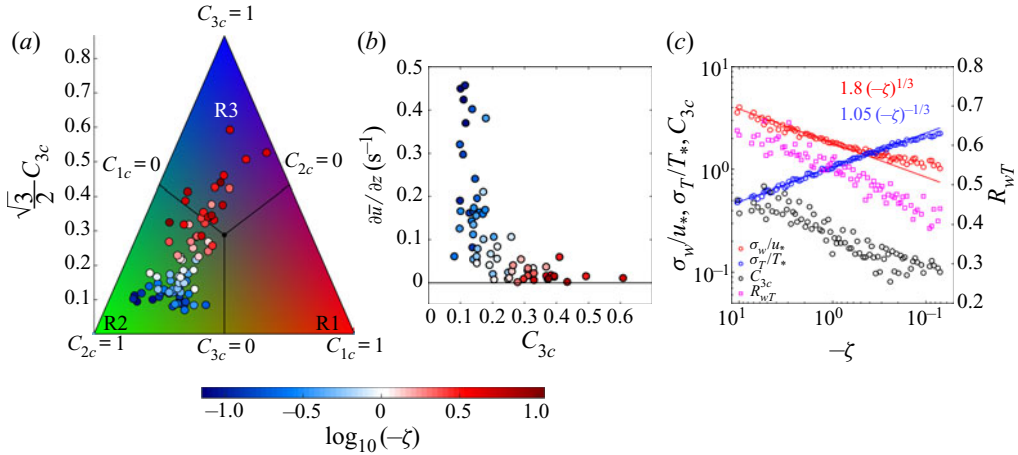 (a)
C3c = 1
√3/2 C3c
0.8
0.7
0.6
0.5
0.4
0.3
0.2
0.1
0
R3
C1c = 0
C2c = 0
R2
R1
C2c = 1
C3c = 0
C1c = 1
(b)
∂ū/∂z (s⁻¹)
0.5
0.4
0.3
0.2
0.1
0
0 0.1 0.2 0.3 0.4 0.5 0.6
C3c
(c)
σw/u*, σT/T*, C3c
10¹
10⁰
10⁻¹
1.8 (–ζ)^1/3
1.05 (–ζ)^–1/3
σw/u*
σT/T*
C3c
RwT
0.8
0.7
0.6
0.5
0.4
0.3
0.2
RwT
10¹ 10⁰ 10⁻¹
–ζ
–1.0 –0.5 0 0.5 1.0
log10 (–ζ)